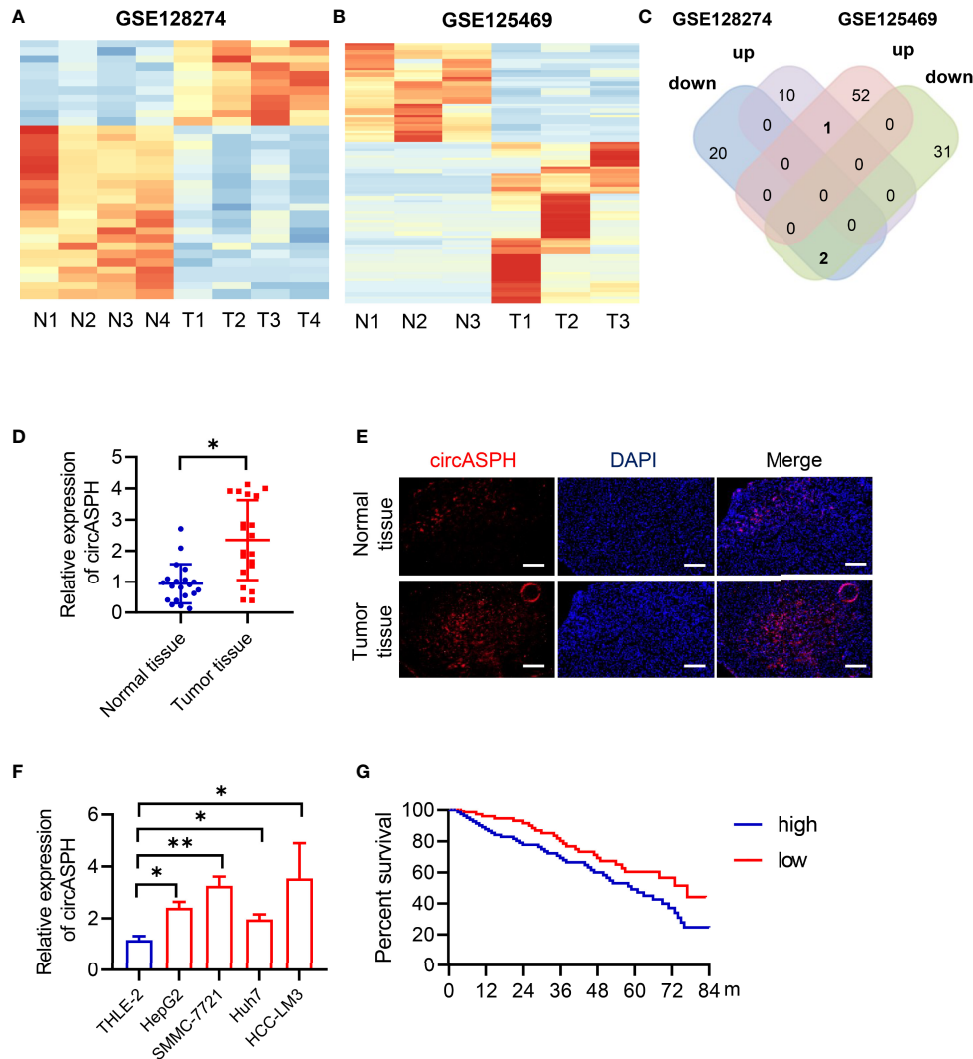 A
GSE128274
N1 N2 N3 N4 T1 T2 T3 T4
B
GSE125469
N1 N2 N3 T1 T2 T3
C
GSE128274 GSE125469
up up
down down
10 52
0 1 0
20 0 0 31
0 0 0
0 0
2
D
Relative expression
of circASPH
5
4
3
2
1
0
*
Normal tissue
Tumor tissue
E
circASPH DAPI Merge
Normal
tissue
Tumor
tissue
F
Relative expression
of circASPH
6
4
2
0
*
*
**
*
THLE-2
HepG2
SMMC-7721
Huh7
HCC-LM3
G
Percent survival
100
80
60
40
20
0
0 12 24 36 48 60 72 84 m
high
low